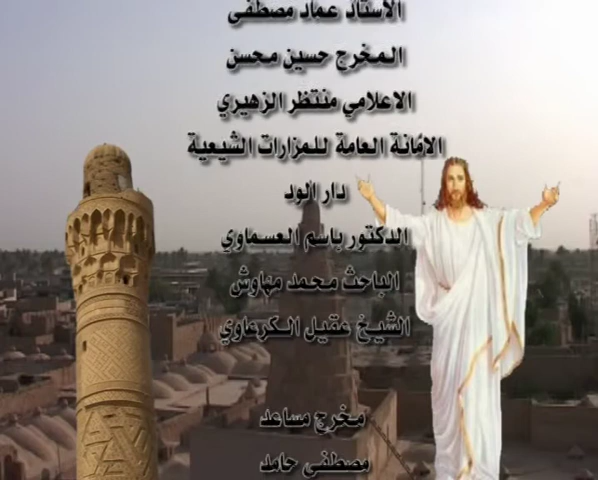 الاستاذ عماد مصطفى
المخرج حسين محسن
الاعلامي منتظر الزهيري
الامانة العامة للمزارات الشيعية
دار الود
الدكتور باسم العسماوي
الباحث محمد مهاوش
الشيخ عقيل الكرعاوي
مخرج مساعد
مصطفى حامد